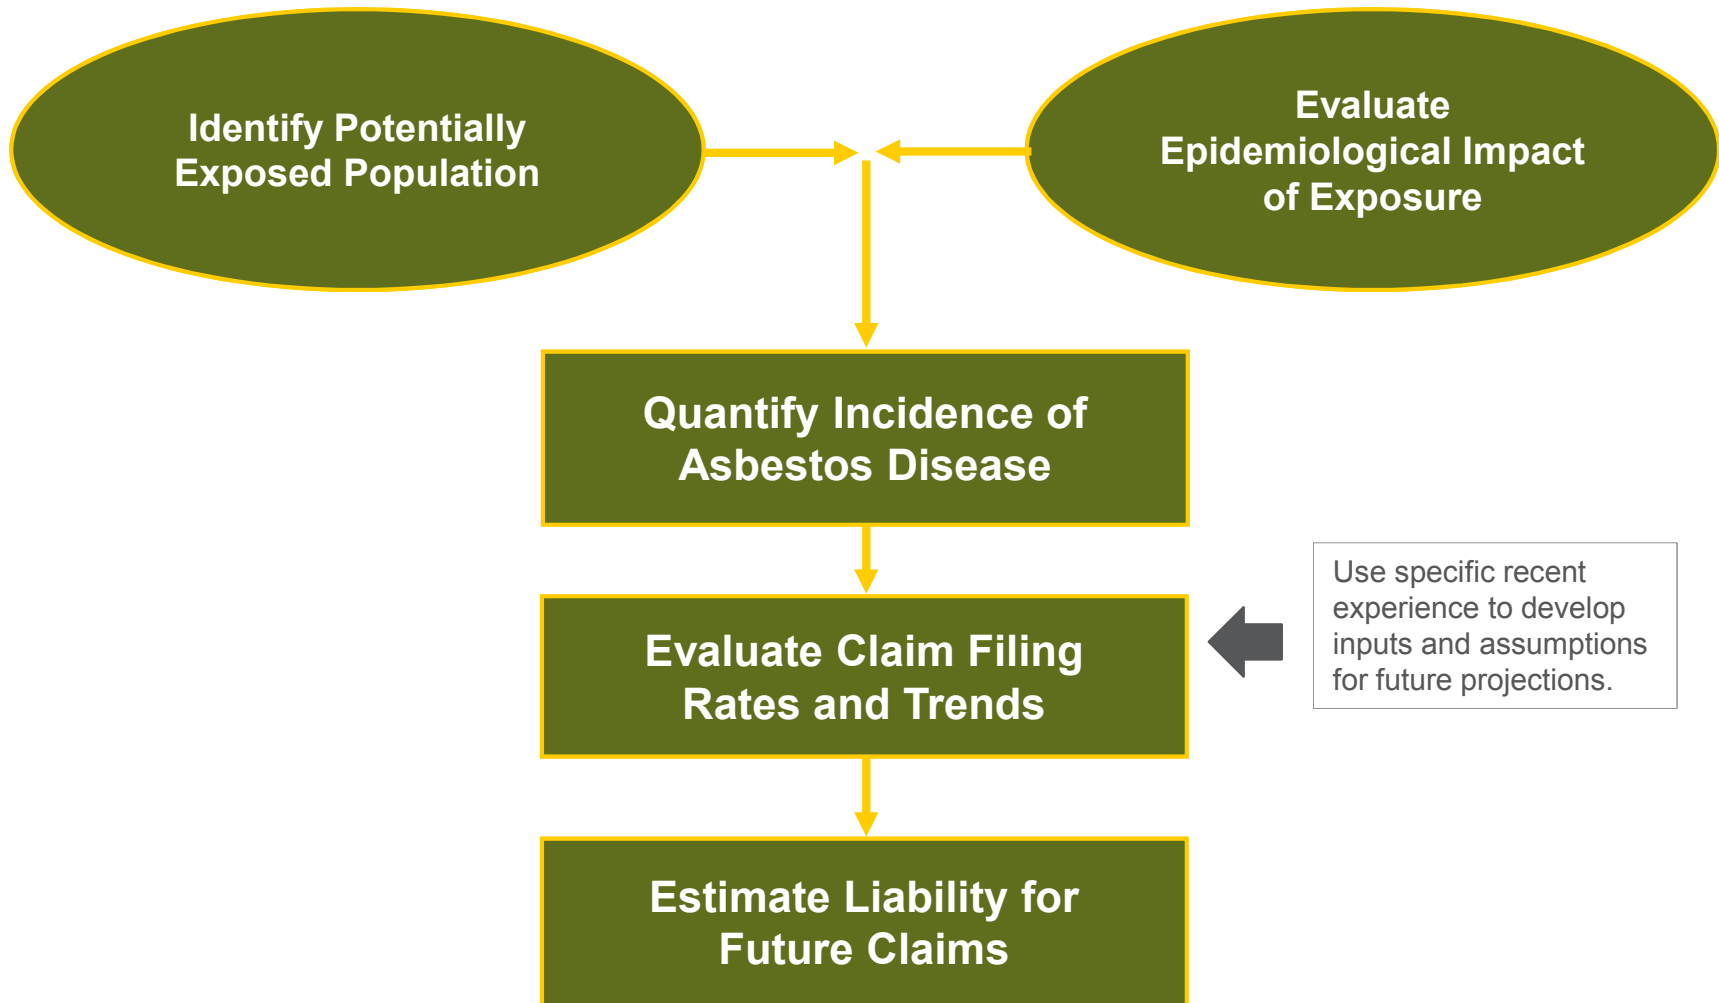 Identify Potentially
Exposed Population
Evaluate
Epidemiological Impact
of Exposure
Quantify Incidence of
Asbestos Disease
Evaluate Claim Filing
Rates and Trends
Use specific recent
experience to develop
inputs and assumptions
for future projections.
Estimate Liability for
Future Claims